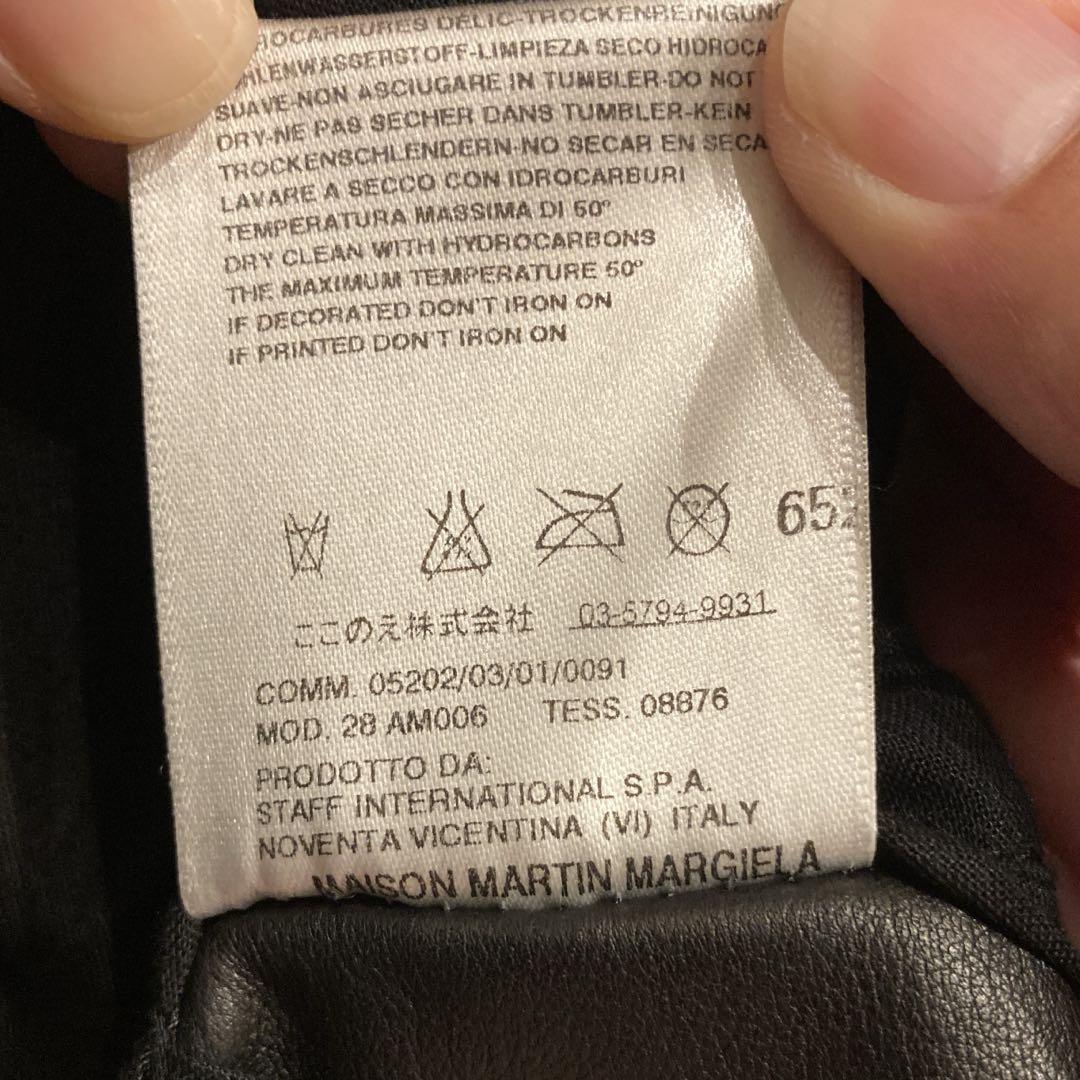 ROCARBURES DELIC-TROCKENREINIGUNG
HLENWASSERSTOFF-LIMPIEZA SECO HIDROCA
SUAVE-NON ASCIUGARE IN TUMBLER-DO NOT
DRY-NE PAS SECHER DANS TUMBLER-KEIN
TROCKENSCHLENDERN-NO SECAR EN SECA
LAVARE A SECCO CON IDROCARBURI
TEMPERATURA MASSIMA DI 50°
DRY CLEAN WITH HYDROCARBONS
THE MAXIMUM TEMPERATURE 50°
IF DECORATED DON'T IRON ON
IF PRINTED DON'T IRON ON
65%
ここのえ株式会社 03-5794-9931
COMM. 05202/03/01/0091
MOD. 28 AM006 TESS. 08876
PRODOTTO DA:
STAFF INTERNATIONAL S.P.A.
NOVENTA VICENTINA (VI) ITALY
MAISON MARTIN MARGIELA